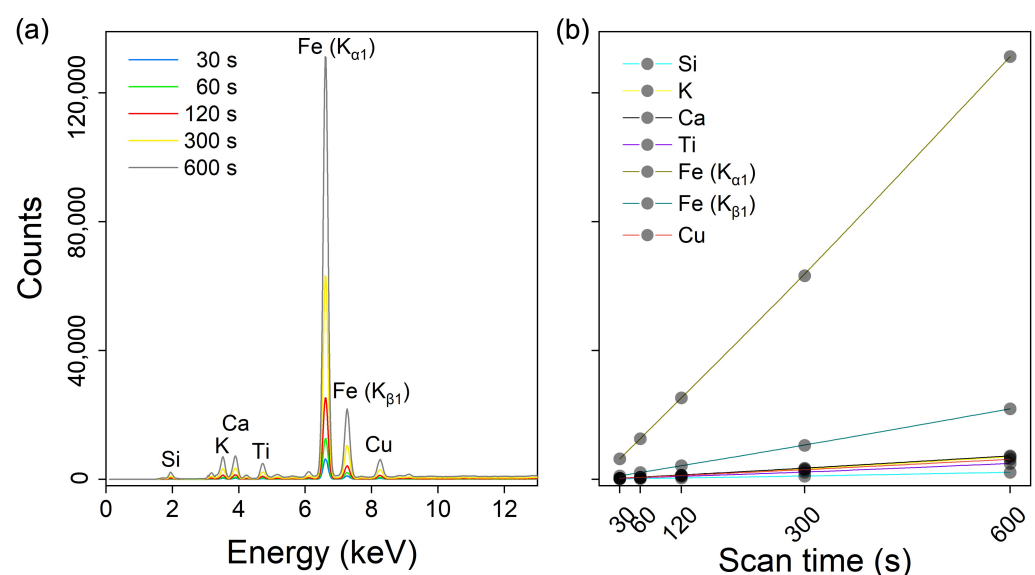 (a)
Fe (Kα1)
30 s
60 s
120 s
300 s
600 s
Fe (Kβ1)
Si
K
Ca
Ti
Cu
Counts
0
40,000
80,000
120,000
0 2 4 6 8 10 12
Energy (keV)
(b)
Si
K
Ca
Ti
Fe (Kα1)
Fe (Kβ1)
Cu
30 60 120 300 600
Scan time (s)